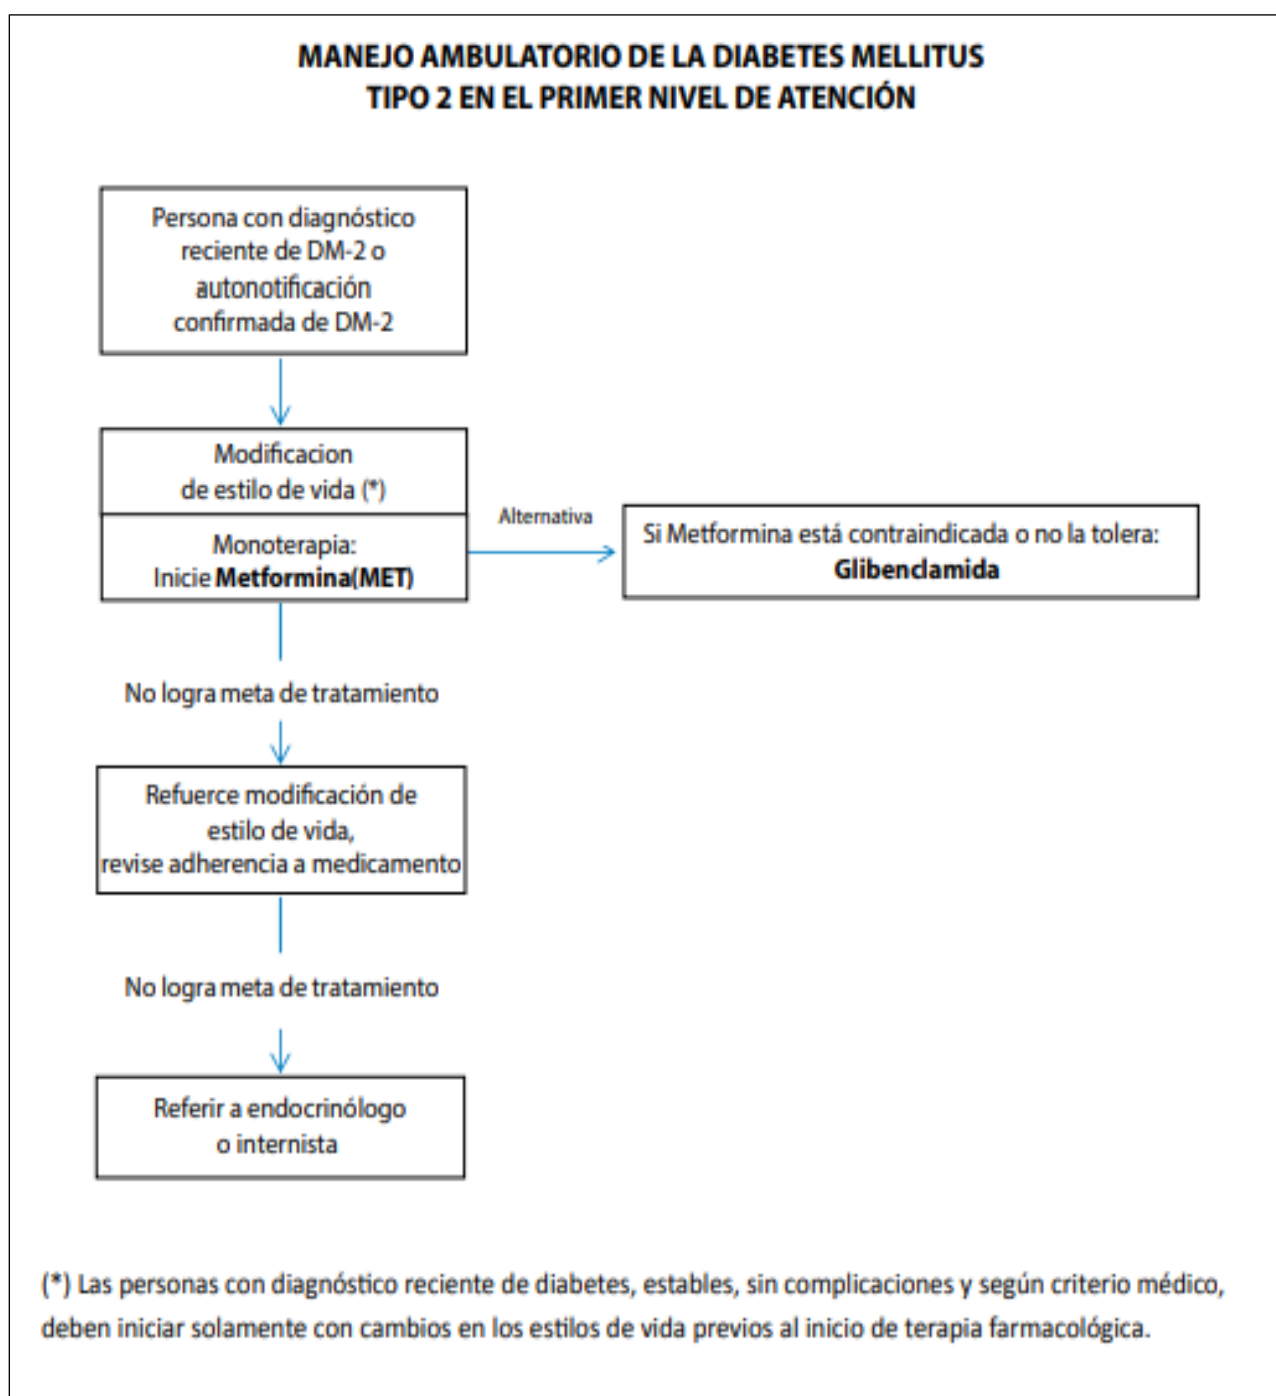 MANEJO AMBULATORIO DE LA DIABETES MELLITUS
TIPO 2 EN EL PRIMER NIVEL DE ATENCIÓN
Persona con diagnóstico
reciente de DM-2 o
autonotificación
confirmada de DM-2
Modificacion
de estilo de vida (*)
Monoterapia:
Inicie Metformina(MET)
Alternativa
Si Metformina está contraindicada o no la tolera:
Glibenclamida
No logra meta de tratamiento
Refuerce modificación de
estilo de vida,
revise adherencia a medicamento
No logra meta de tratamiento
Referir a endocrinólogo
o internista
(*) Las personas con diagnóstico reciente de diabetes, estables, sin complicaciones y según criterio médico,
deben iniciar solamente con cambios en los estilos de vida previos al inicio de terapia farmacológica.